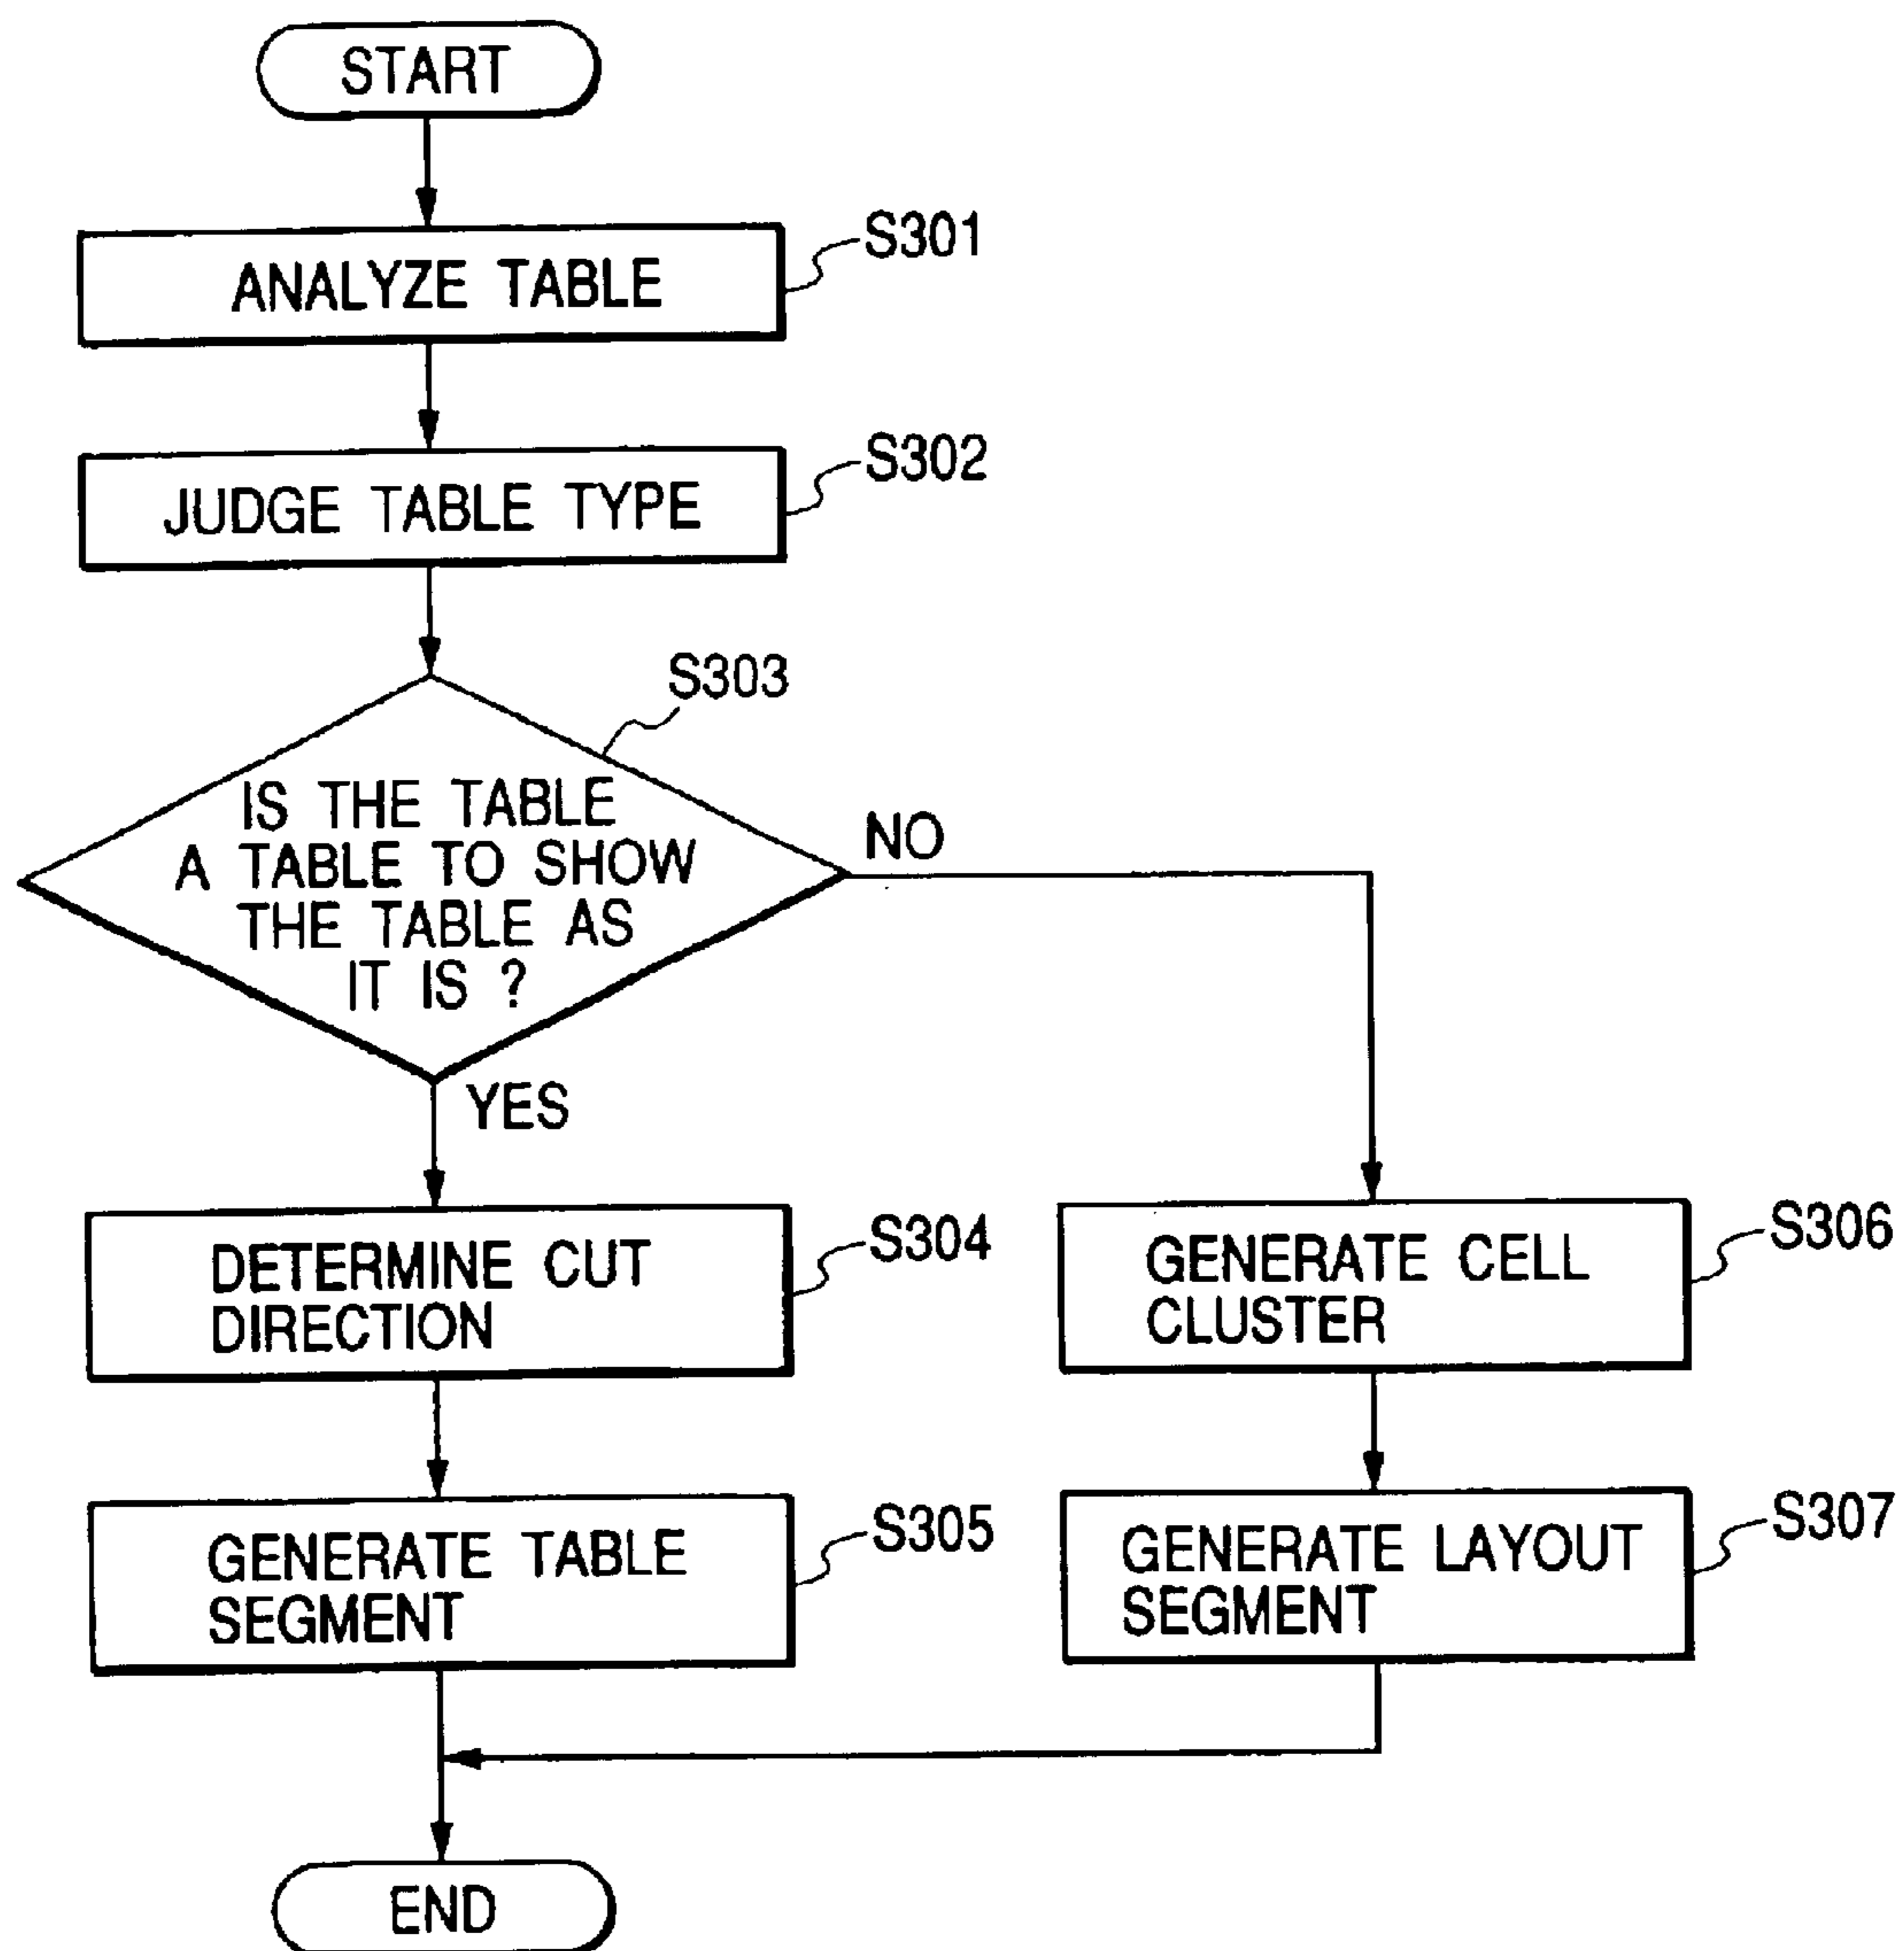 START
ANALYZE TABLE
S301
JUDGE TABLE TYPE
S302
S303
IS THE TABLE
A TABLE TO SHOW
THE TABLE AS
IT IS ?
NO
YES
DETERMINE CUT
DIRECTION
S304
GENERATE CELL
CLUSTER
S306
GENERATE TABLE
SEGMENT
S305
GENERATE LAYOUT
SEGMENT
S307
END